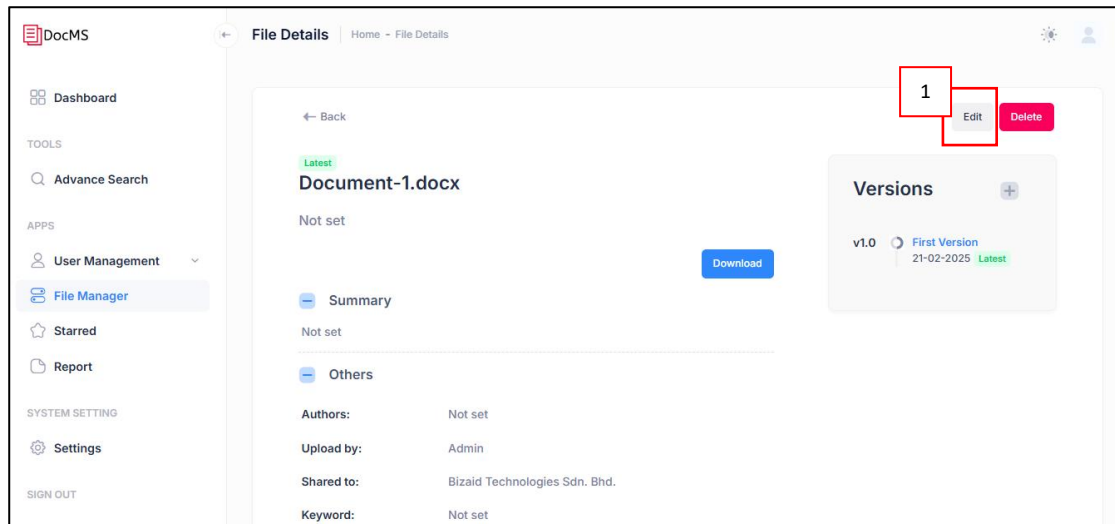 DocMS
File Details Home - File Details
Dashboard
TOOLS
Advance Search
APPS
User Management
File Manager
Starred
Report
SYSTEM SETTING
Settings
SIGN OUT
← Back
1
Edit
Delete
Latest
Document-1.docx
Not set
Download
Summary
Not set
Others
Authors: Not set
Upload by: Admin
Shared to: Bizaid Technologies Sdn. Bhd.
Keyword: Not set
Versions
v1.0 First Version
21-02-2025 Latest